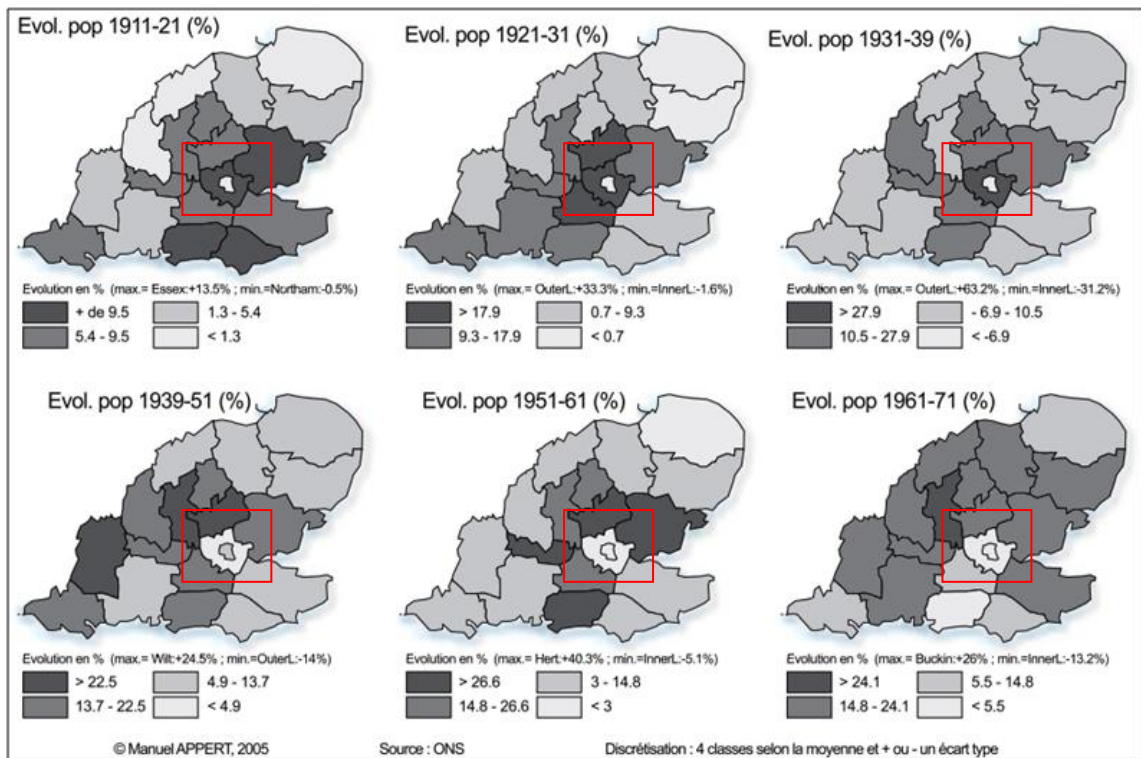 Evol. pop 1911-21 (%)
Evol. pop 1921-31 (%)
Evol. pop 1931-39 (%)
Evolution en % (max.= Essex:+13.5% ; min.=Northam:-0.5%)
+ de 9.5
1.3 - 5.4
5.4 - 9.5
< 1.3
Evolution en % (max.= OuterL:+33.3% ; min.=InnerL:-1.6%)
> 17.9
0.7 - 9.3
9.3 - 17.9
< 0.7
Evolution en % (max.= OuterL:+63.2% ; min.=InnerL:-31.2%)
> 27.9
- 6.9 - 10.5
10.5 - 27.9
< -6.9
Evol. pop 1939-51 (%)
Evol. pop 1951-61 (%)
Evol. pop 1961-71 (%)
Evolution en % (max.= Wilt:+24.5% ; min.=OuterL:-14%)
> 22.5
4.9 - 13.7
13.7 - 22.5
< 4.9
Evolution en % (max.= Hert:+40.3% ; min.=InnerL:-5.1%)
> 26.6
3 - 14.8
14.8 - 26.6
< 3
Evolution en % (max.= Buckin:+26% ; min.=InnerL:-13.2%)
> 24.1
5.5 - 14.8
14.8 - 24.1
< 5.5
© Manuel APPERT, 2005
Source : ONS
Discrétisation : 4 classes selon la moyenne et + ou - un écart type